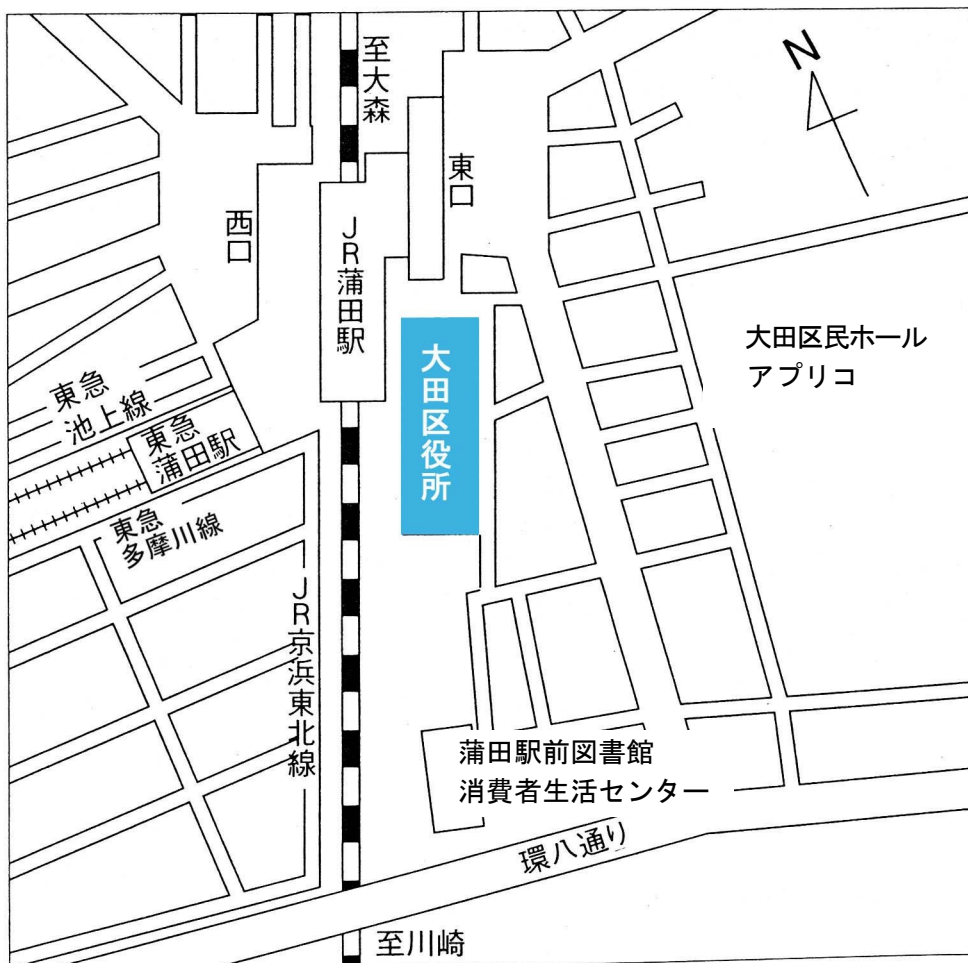 至大森
N
東口
西口
JR蒲田駅
大田区役所
大田区民ホール
アプリコ
東急
池上線
東急
蒲田駅
東急
多摩川線
JR京浜東北線
蒲田駅前図書館
消費者生活センター
環八通り
至川崎